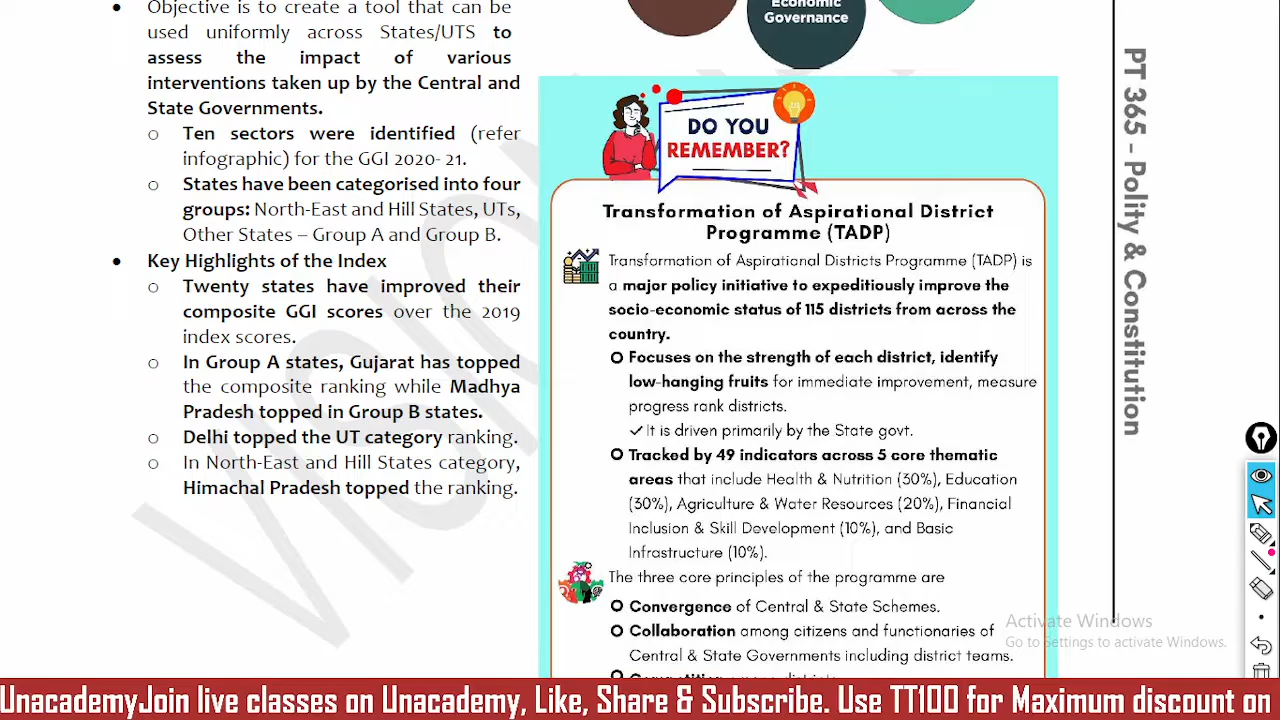 Objective is to create a tool that can be
used uniformly across States/UTS to
assess the impact of various
interventions taken up by the Central and
State Governments.
Ten sectors were identified (refer
infographic) for the GGI 2020- 21.
States have been categorised into four
groups: North-East and Hill States, UTs,
Other States – Group A and Group B.
Key Highlights of the Index
Twenty states have improved their
composite GGI scores over the 2019
index scores.
In Group A states, Gujarat has topped
the composite ranking while Madhya
Pradesh topped in Group B states.
Delhi topped the UT category ranking.
In North-East and Hill States category,
Himachal Pradesh topped the ranking.
Economic
Governance
DO YOU
REMEMBER?
Transformation of Aspirational District
Programme (TADP)
Transformation of Aspirational Districts Programme (TADP) is
a major policy initiative to expeditiously improve the
socio-economic status of 115 districts from across the
country.
Focuses on the strength of each district, identify
low-hanging fruits for immediate improvement, measure
progress rank districts.
✓ It is driven primarily by the State govt.
Tracked by 49 indicators across 5 core thematic
areas that include Health & Nutrition (30%), Education
(30%), Agriculture & Water Resources (20%), Financial
Inclusion & Skill Development (10%), and Basic
Infrastructure (10%).
The three core principles of the programme are
Convergence of Central & State Schemes.
Collaboration among citizens and functionaries of
Central & State Governments including district teams.
PT 365 - Polity & Constitution
Activate Windows
Go to Settings to activate Windows.
UnacademyJoin live classes on Unacademy, Like, Share & Subscribe. Use TT100 for Maximum discount on